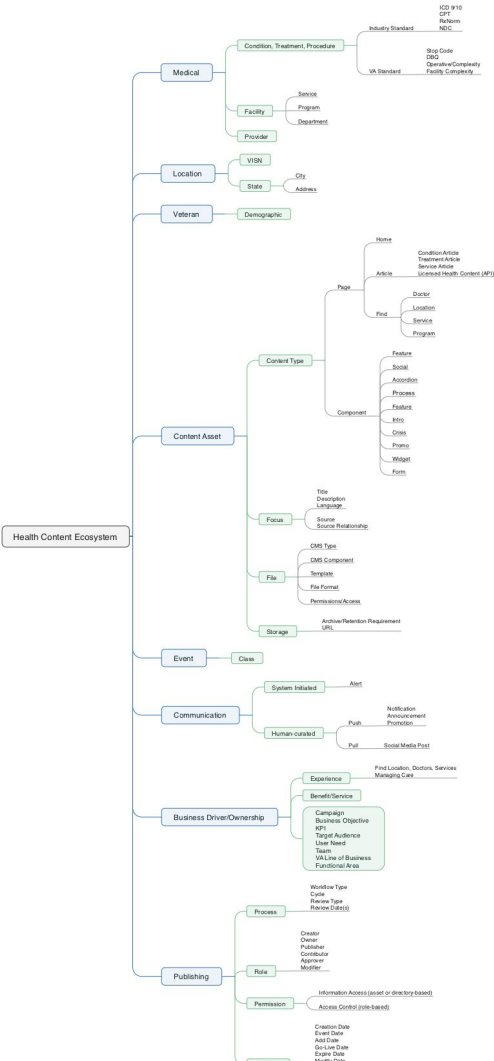 Health Content Ecosystem
Medical
Condition, Treatment, Procedure
Industry Standard
ICD 9/10
CPT
RxNorm
NDC
VA Standard
Stop Code
DBQ
Operative/Complexity
Facility Complexity
Facility
Service
Program
Department
Provider
Location
VISN
State
City
Address
Veteran
Demographic
Content Asset
Content Type
Page
Home
Article
Condition Article
Treatment Article
Service Article
Licensed Health Content (API)
Find
Doctor
Location
Service
Program
Component
Feature
Social
Accordion
Process
Feature
Intro
Crisis
Promo
Widget
Form
Focus
Title
Description
Language
Source
Source Relationship
File
CMS Type
CMS Component
Template
File Format
Permissions/Access
Storage
Archive/Retention Requirement
URL
Event
Class
Communication
System Initiated
Alert
Human-curated
Push
Notification
Announcement
Promotion
Pull
Social Media Post
Business Driver/Ownership
Experience
Find Location, Doctors, Services
Managing Care
Benefit/Service
Campaign
Business Objective
KPI
Target Audience
User Need
Team
VA Line of Business
Functional Area
Publishing
Process
Workflow Type
Cycle
Review Type
Review Date(s)
Role
Creator
Owner
Publisher
Contributor
Approver
Modifier
Permission
Information Access (asset or directory-based)
Access Control (role-based)
Creation Date
Event Date
Add Date
Go-Live Date
Expire Date